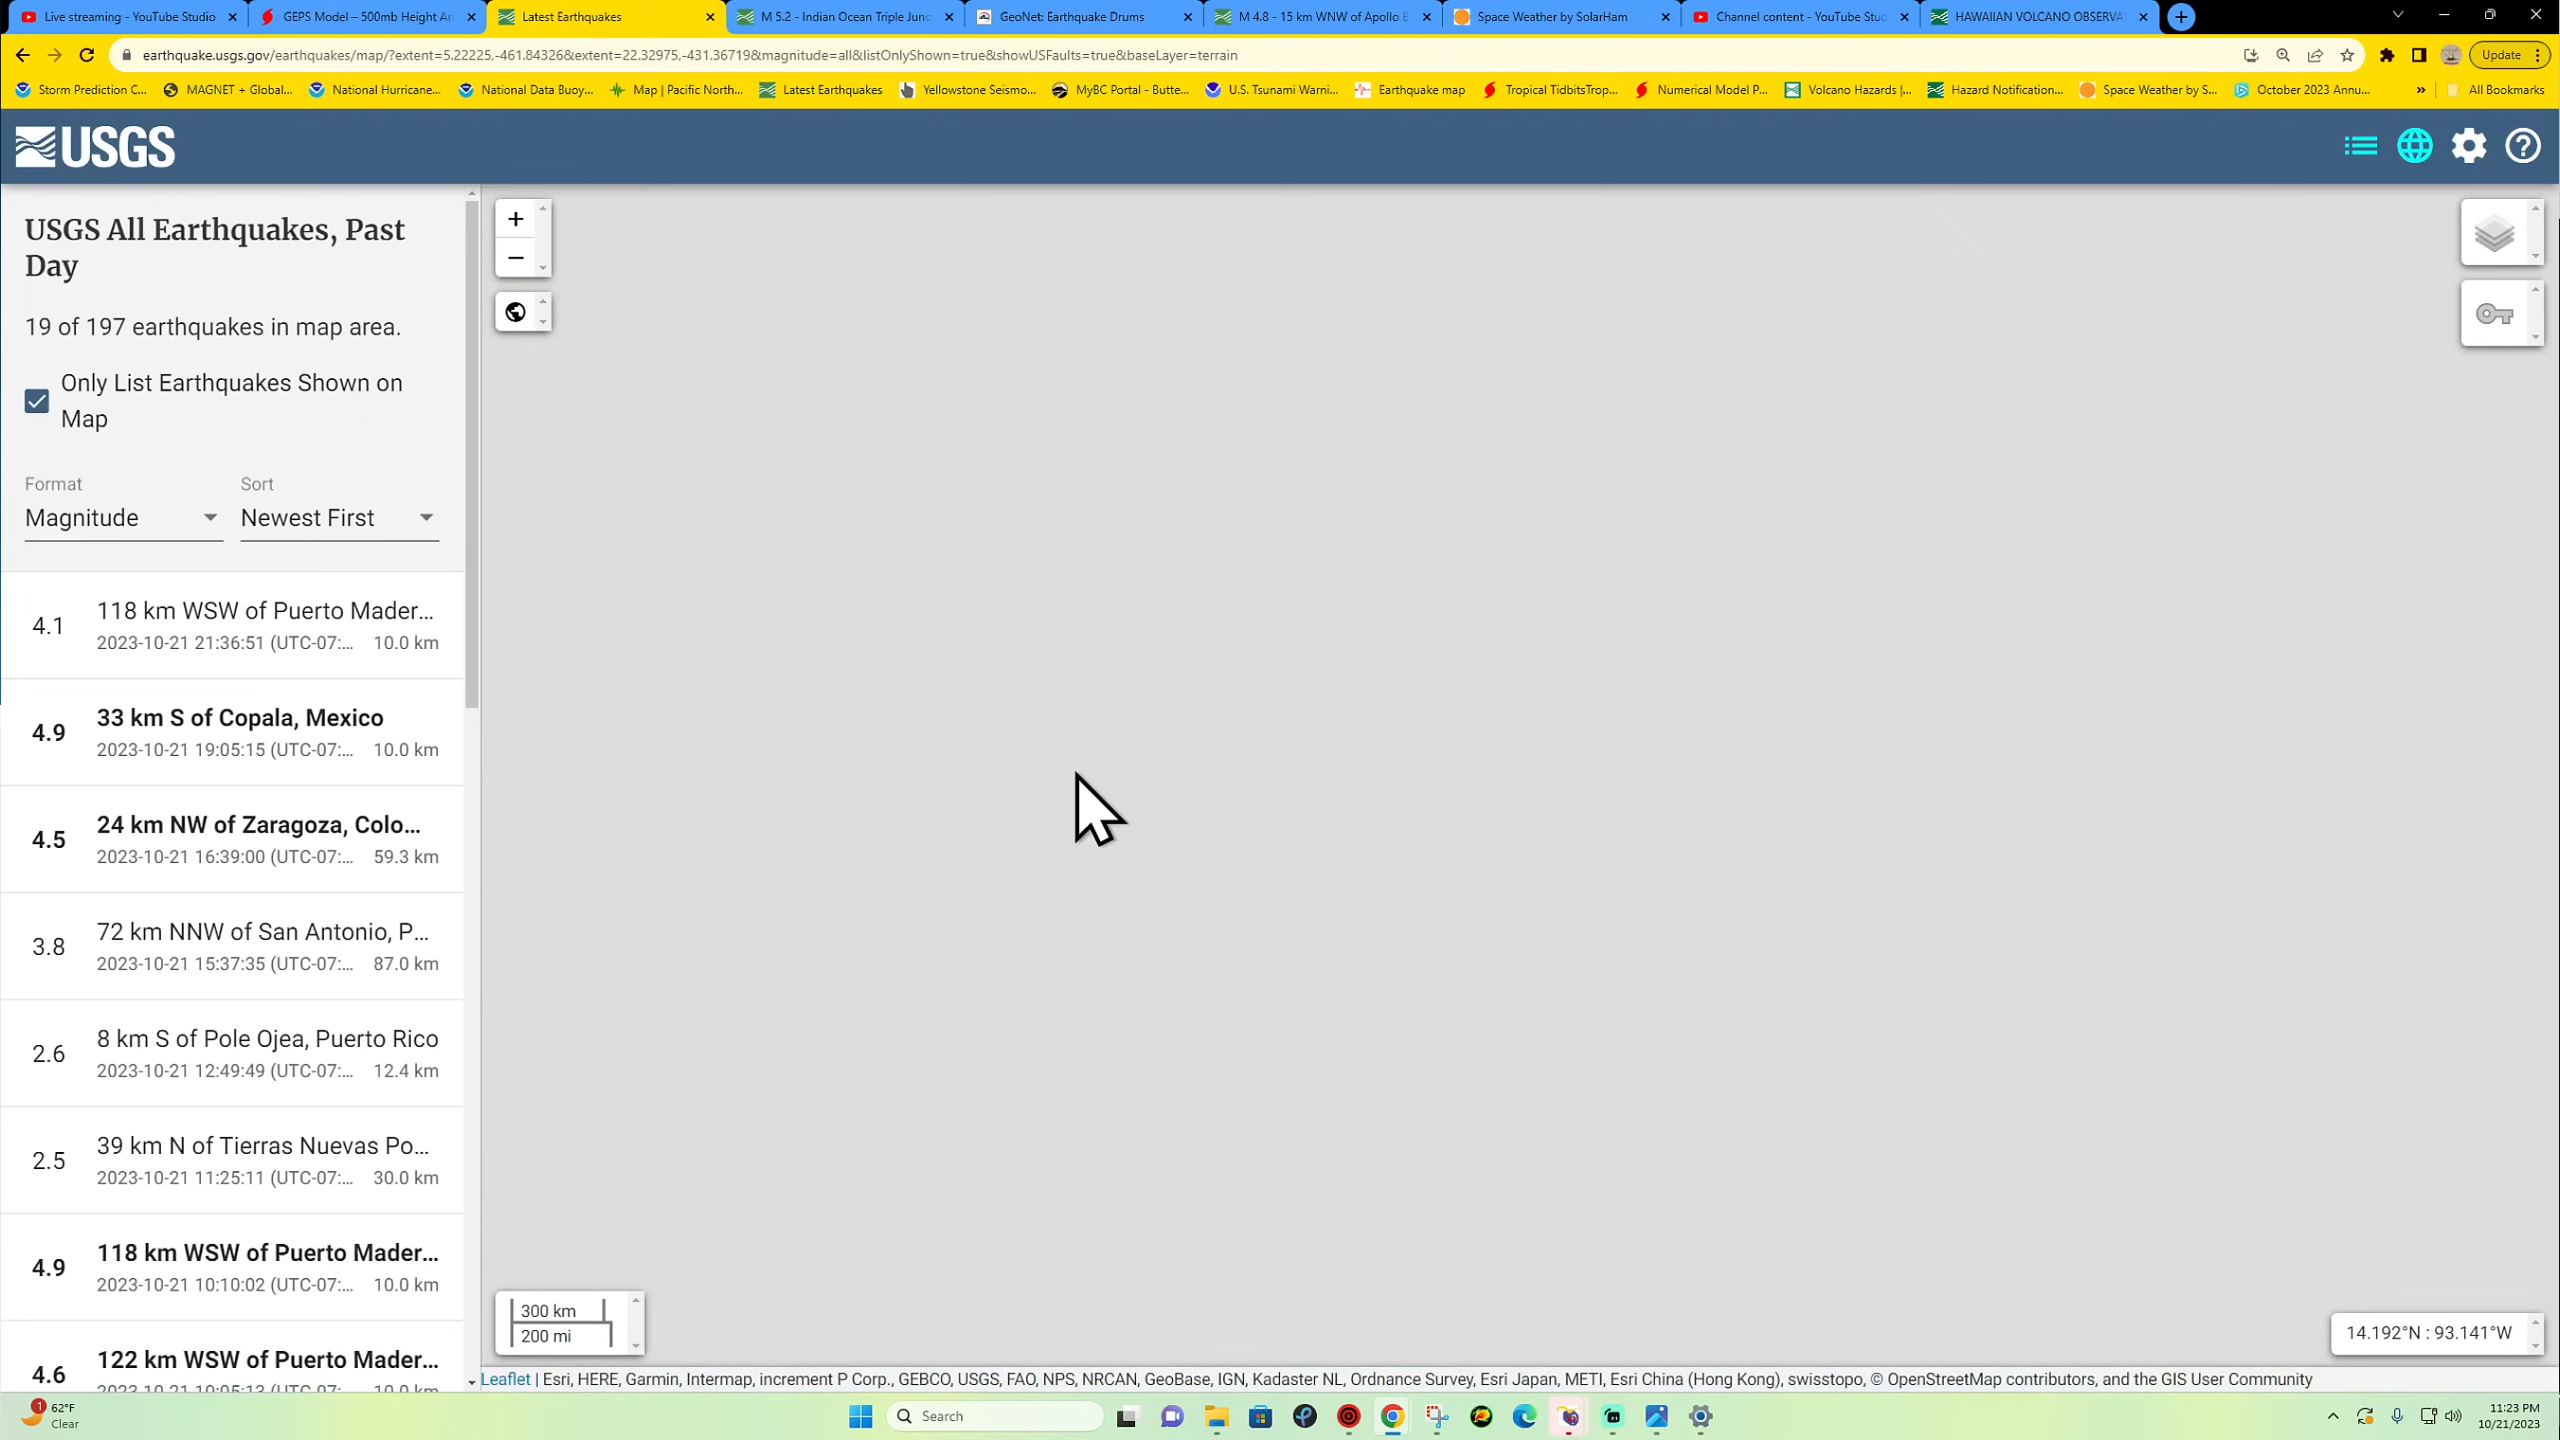 Live streaming - YouTube Studio
GEPS Model – 500mb Height An
Latest Earthquakes
M 5.2 - Indian Ocean Triple Junc
GeoNet: Earthquake Drums
M 4.8 - 15 km WNW of Apollo B
Space Weather by SolarHam
Channel content - YouTube Stud
HAWAIIAN VOLCANO OBSERVA
earthquake.usgs.gov/earthquakes/map/?extent=5.22225,-461.84326&extent=22.32975,-431.36719&magnitude=all&listOnlyShown=true&showUSFaults=true&baseLayer=terrain
Update
Storm Prediction C...
MAGNET + Global...
National Hurricane...
National Data Buoy...
Map | Pacific North...
Latest Earthquakes
Yellowstone Seismo...
MyBC Portal - Butte...
U.S. Tsunami Warni...
Earthquake map
Tropical TidbitsTrop...
Numerical Model P...
Volcano Hazards |...
Hazard Notification...
Space Weather by S...
October 2023 Annu...
»
All Bookmarks
USGS
USGS All Earthquakes, Past
Day
19 of 197 earthquakes in map area.
Only List Earthquakes Shown on
Map
Format
Sort
Magnitude
Newest First
4.1
118 km WSW of Puerto Mader...
2023-10-21 21:36:51 (UTC-07:... 10.0 km
4.9
33 km S of Copala, Mexico
2023-10-21 19:05:15 (UTC-07:... 10.0 km
4.5
24 km NW of Zaragoza, Colo...
2023-10-21 16:39:00 (UTC-07:... 59.3 km
3.8
72 km NNW of San Antonio, P...
2023-10-21 15:37:35 (UTC-07:... 87.0 km
2.6
8 km S of Pole Ojea, Puerto Rico
2023-10-21 12:49:49 (UTC-07:... 12.4 km
2.5
39 km N of Tierras Nuevas Po...
2023-10-21 11:25:11 (UTC-07:... 30.0 km
4.9
118 km WSW of Puerto Mader...
2023-10-21 10:10:02 (UTC-07:... 10.0 km
4.6
122 km WSW of Puerto Mader...
2023-10-21 10:05:13 (UTC-07:... 10.0 km
300 km
200 mi
14.192°N : 93.141°W
Leaflet | Esri, HERE, Garmin, Intermap, increment P Corp., GEBCO, USGS, FAO, NPS, NRCAN, GeoBase, IGN, Kadaster NL, Ordnance Survey, Esri Japan, METI, Esri China (Hong Kong), swisstopo, © OpenStreetMap contributors, and the GIS User Community
1
62°F
Clear
Search
11:23 PM
10/21/2023